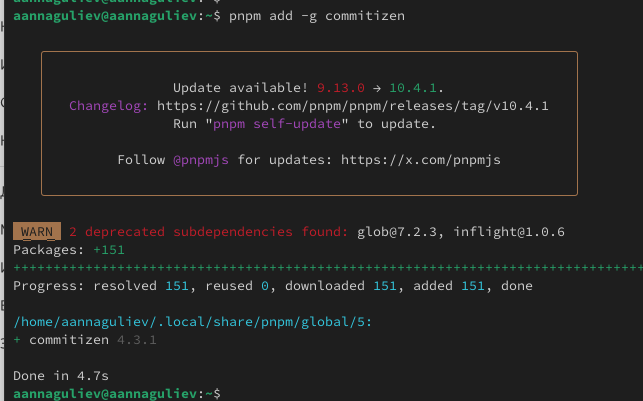 aannaguliev@aannaguliev:~$ pnpm add -g commitizen
Update available! 9.13.0 → 10.4.1.
Changelog: https://github.com/pnpm/pnpm/releases/tag/v10.4.1
Run "pnpm self-update" to update.
Follow @pnpmjs for updates: https://x.com/pnpmjs
WARN 2 deprecated subdependencies found: glob@7.2.3, inflight@1.0.6
Packages: +151
++++++++++++++++++++++++++++++++++++++++++++++++++++++++++++++++++++++++++++++
Progress: resolved 151, reused 0, downloaded 151, added 151, done
/home/aannaguliev/.local/share/pnpm/global/5:
+ commitizen 4.3.1
Done in 4.7s
aannaguliev@aannaguliev:~$